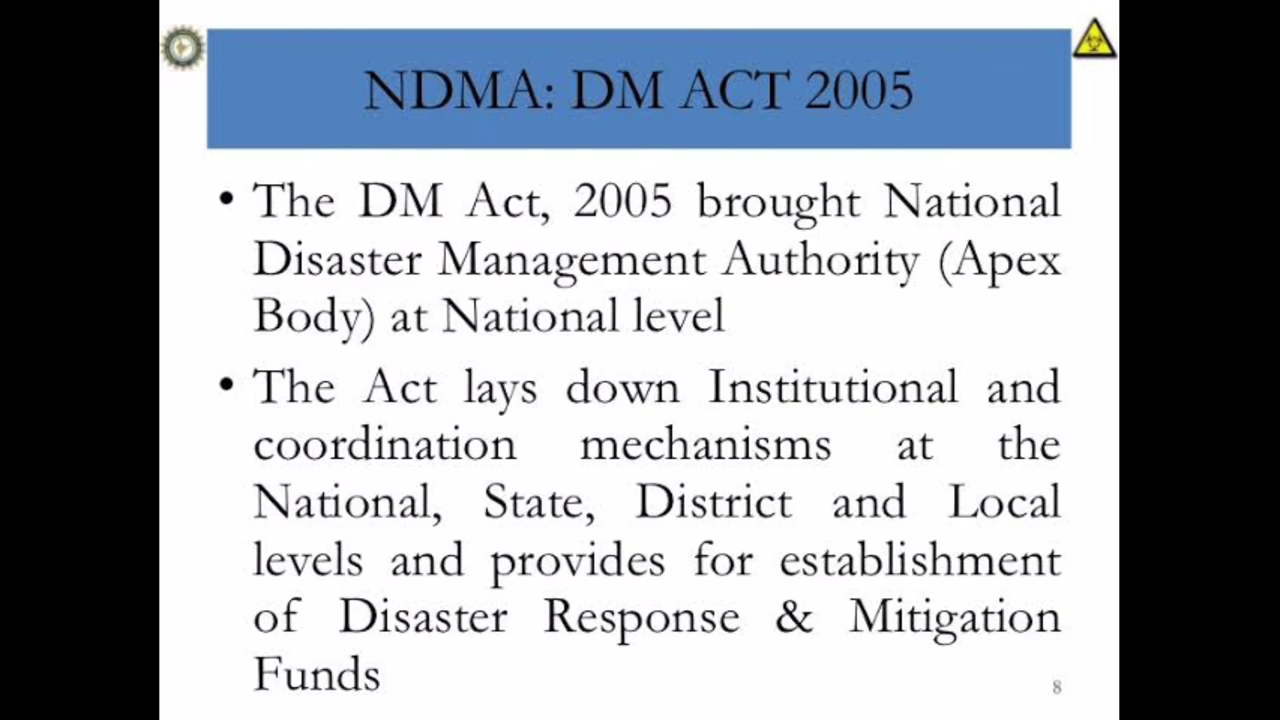 NDMA: DM ACT 2005
• The DM Act, 2005 brought National
Disaster Management Authority (Apex
Body) at National level
• The Act lays down Institutional and
coordination mechanisms at the
National, State, District and Local
levels and provides for establishment
of Disaster Response & Mitigation
Funds
8